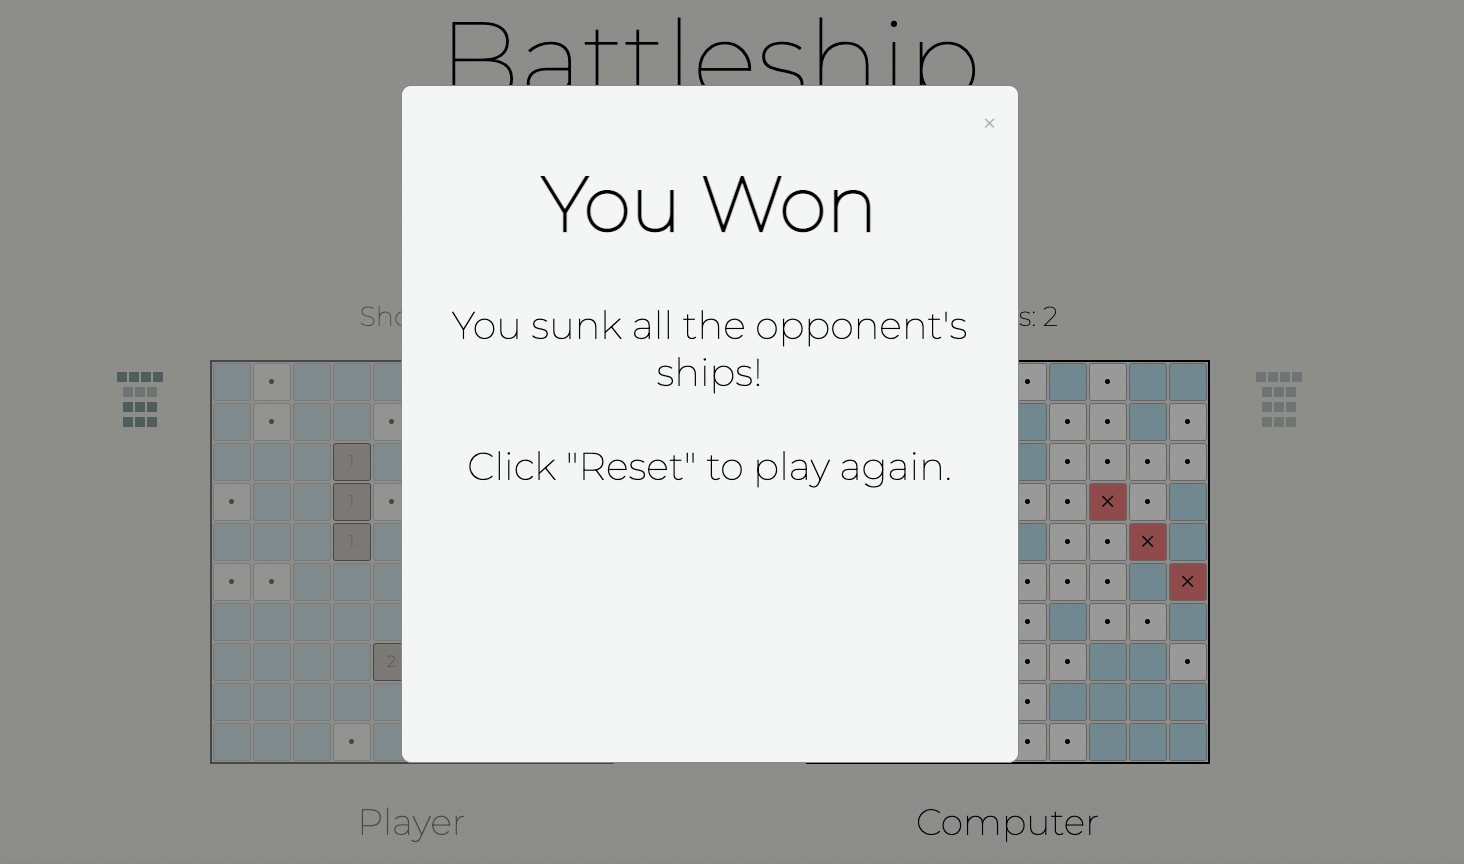 Battleship
×
You Won
s: 2
You sunk all the opponent's
ships!
1
Click "Reset" to play again.
1
1
2
Player
Computer